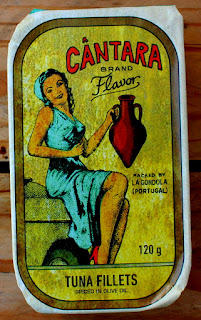 CÂNTARA
BRAND
Flavor
PACKED BY
LA GONDOLA
(PORTUGAL)
120 g
TUNA FILLETS
SPICED IN OLIVE OIL